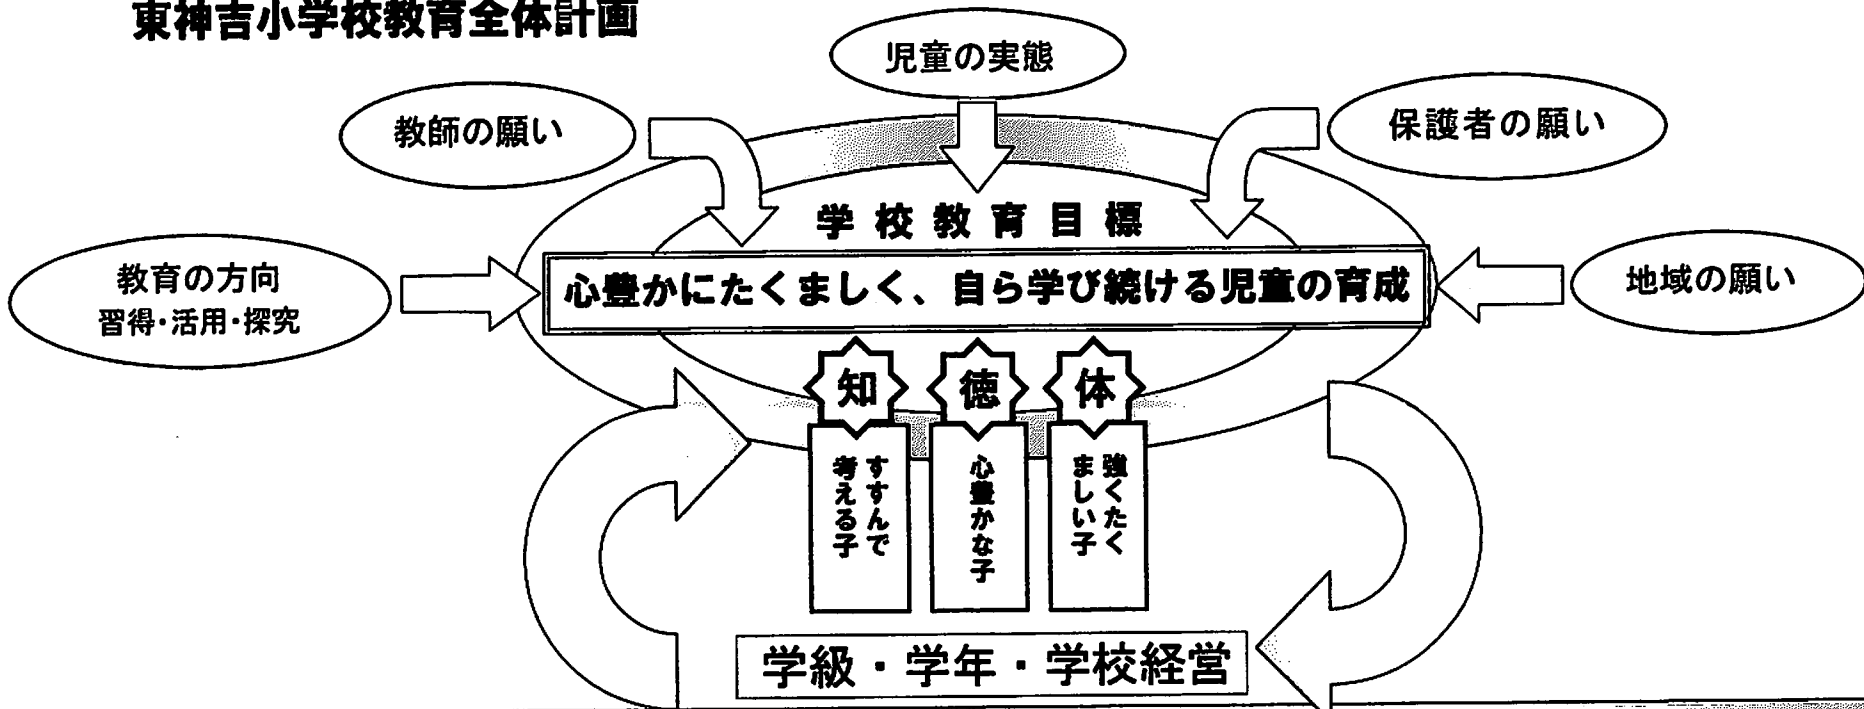 東神吉小学校教育全体計画
児童の実態
教師の願い
保護者の願い
学校教育目標
教育の方向
習得・活用・探究
心豊かにたくましく、自ら学び続ける児童の育成
地域の願い
知
徳
体
すすんで
考える子
心豊かな子
強くたく
ましい子
学級・学年・学校経営